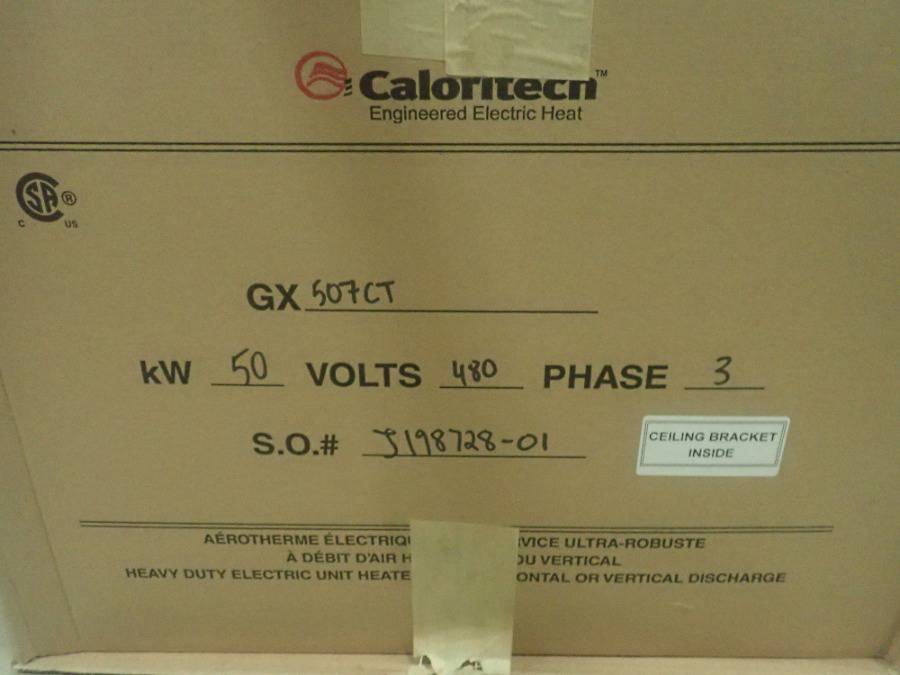 Caloritech™
Engineered Electric Heat
CSA®
C US
GX 507CT
kW 50 VOLTS 480 PHASE 3
S.O.# J198728-01
CEILING BRACKET
INSIDE
AÉROTHERME ÉLECTRIQU VICE ULTRA-ROBUSTE
À DÉBIT D'AIR H OU VERTICAL
HEAVY DUTY ELECTRIC UNIT HEATE ONTAL OR VERTICAL DISCHARGE